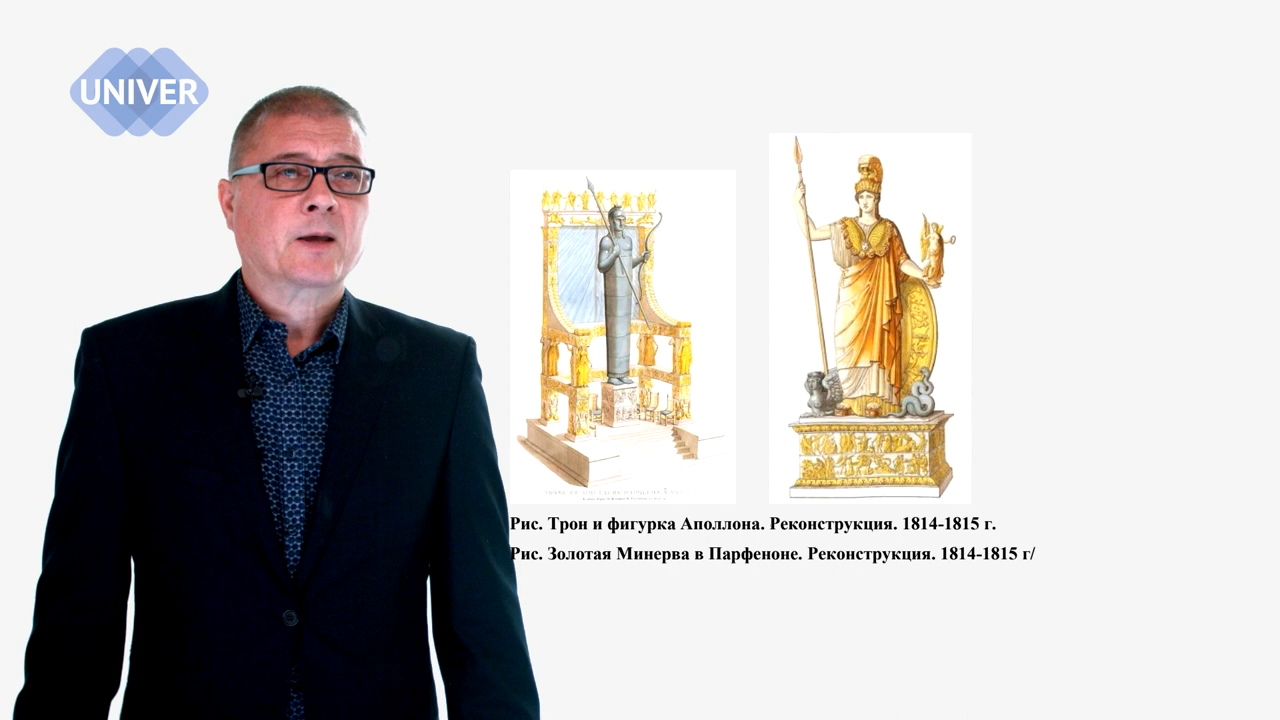 UNIVER
Рис. Трон и фигурка Аполлона. Реконструкция. 1814-1815 г.
Рис. Золотая Минерва в Парфеноне. Реконструкция. 1814-1815 г/